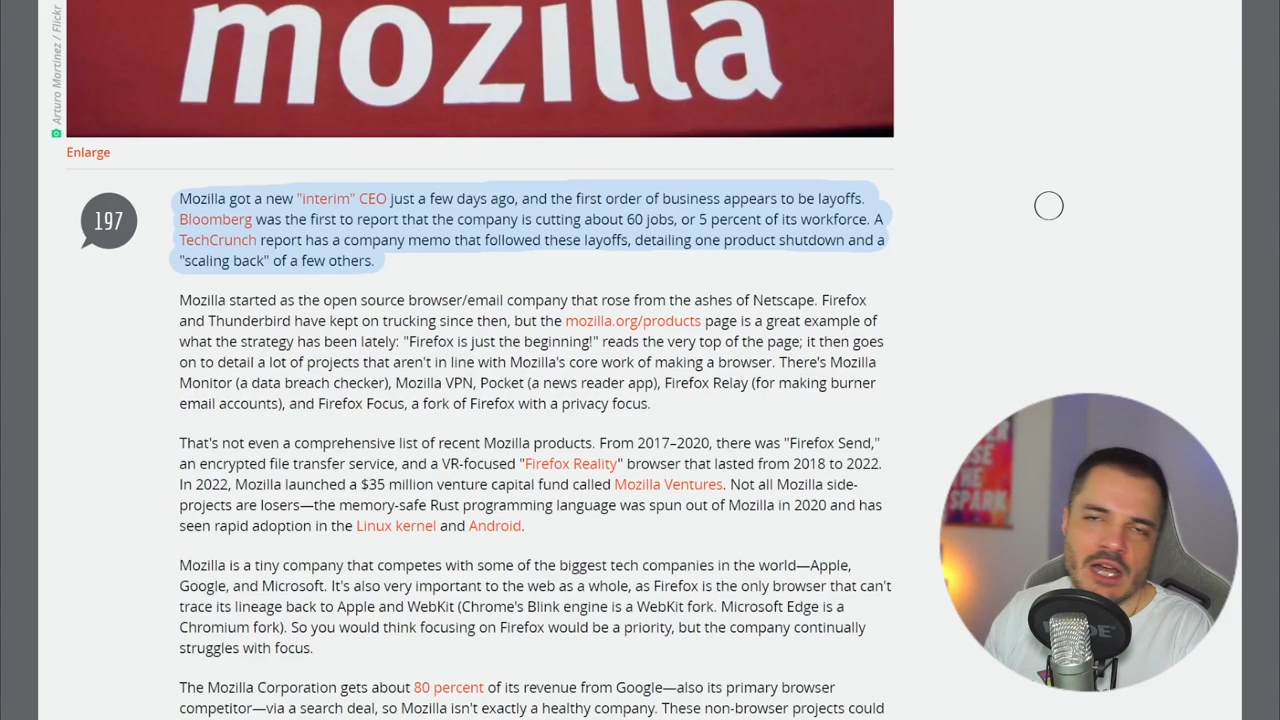 mozilla
Arturo Martinez / Flickr
Enlarge
197
Mozilla got a new "interim" CEO just a few days ago, and the first order of business appears to be layoffs.
Bloomberg was the first to report that the company is cutting about 60 jobs, or 5 percent of its workforce. A
TechCrunch report has a company memo that followed these layoffs, detailing one product shutdown and a
"scaling back" of a few others.
Mozilla started as the open source browser/email company that rose from the ashes of Netscape. Firefox
and Thunderbird have kept on trucking since then, but the mozilla.org/products page is a great example of
what the strategy has been lately: "Firefox is just the beginning!" reads the very top of the page; it then goes
on to detail a lot of projects that aren't in line with Mozilla's core work of making a browser. There's Mozilla
Monitor (a data breach checker), Mozilla VPN, Pocket (a news reader app), Firefox Relay (for making burner
email accounts), and Firefox Focus, a fork of Firefox with a privacy focus.
That's not even a comprehensive list of recent Mozilla products. From 2017–2020, there was "Firefox Send,"
an encrypted file transfer service, and a VR-focused "Firefox Reality" browser that lasted from 2018 to 2022.
In 2022, Mozilla launched a $35 million venture capital fund called Mozilla Ventures. Not all Mozilla side-
projects are losers—the memory-safe Rust programming language was spun out of Mozilla in 2020 and has
seen rapid adoption in the Linux kernel and Android.
Mozilla is a tiny company that competes with some of the biggest tech companies in the world—Apple,
Google, and Microsoft. It's also very important to the web as a whole, as Firefox is the only browser that can't
trace its lineage back to Apple and WebKit (Chrome's Blink engine is a WebKit fork. Microsoft Edge is a
Chromium fork). So you would think focusing on Firefox would be a priority, but the company continually
struggles with focus.
The Mozilla Corporation gets about 80 percent of its revenue from Google—also its primary browser
competitor—via a search deal, so Mozilla isn't exactly a healthy company. These non-browser projects could
THE
SPARK